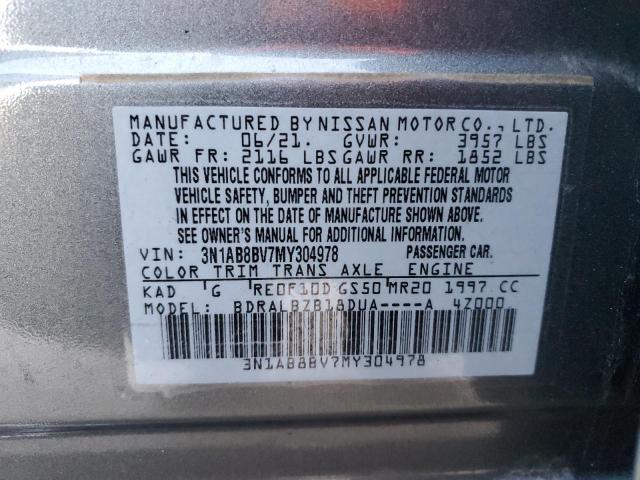 MANUFACTURED BY NISSAN MOTOR CO., LTD.
DATE: 06/21. GVWR: 3957 LBS
GAWR FR: 2116 LBS GAWR RR: 1852 LBS
THIS VEHICLE CONFORMS TO ALL APPLICABLE FEDERAL MOTOR
VEHICLE SAFETY, BUMPER AND THEFT PREVENTION STANDARDS
IN EFFECT ON THE DATE OF MANUFACTURE SHOWN ABOVE.
SEE OWNER'S MANUAL FOR ADDITIONAL INFORMATION.
VIN: 3N1AB8BV7MY304978 PASSENGER CAR.
COLOR TRIM TRANS AXLE ENGINE
KAD G RE0F10D GS50 MR20 1997 CC
MODEL: BDRALBZB18DUA----A 4Z000
3N1AB8BV7MY304978